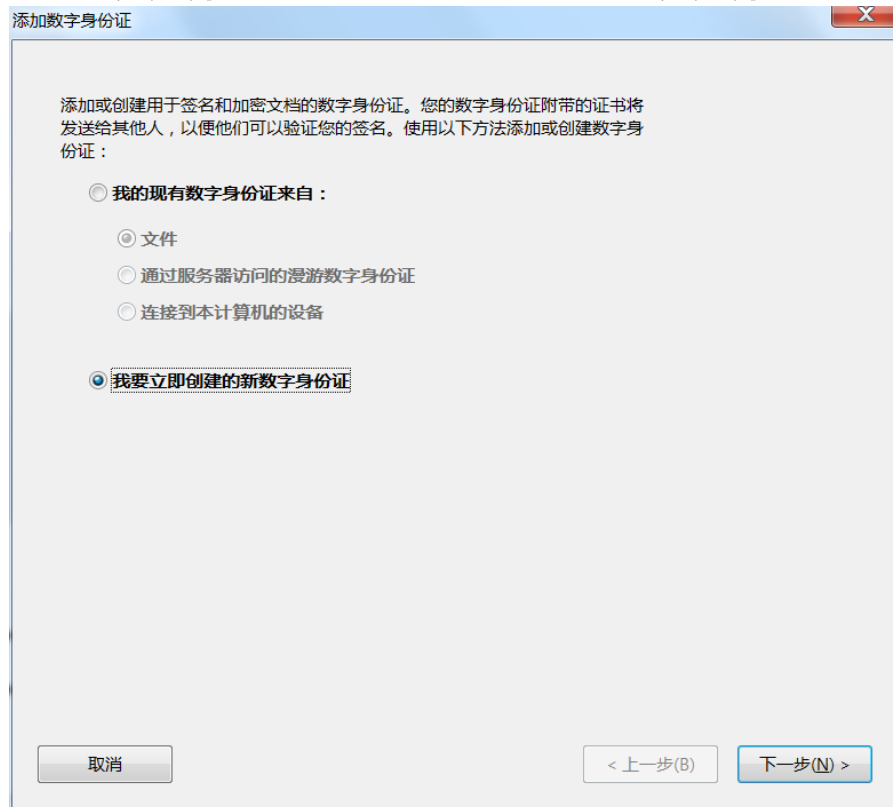 添加数字身份证
添加或创建用于签名和加密文档的数字身份证。您的数字身份证附带的证书将
发送给其他人，以便他们可以验证您的签名。使用以下方法添加或创建数字身
份证：
我的现有数字身份证来自：
文件
通过服务器访问的漫游数字身份证
连接到本计算机的设备
我要立即创建的新数字身份证
取消
< 上一步(B)
下一步(N) >